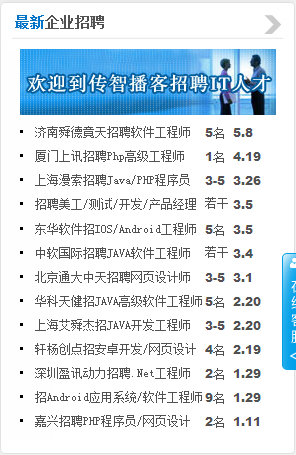 最新企业招聘
欢迎到传智播客招聘IT人才
济南舜德竟天招聘软件工程师 5名 5.8
厦门上讯招聘Php高级工程师 1名 4.19
上海漫索招聘Java/PHP程序员 3-5 3.26
招聘美工/测试/开发/产品经理 若干 3.5
东华软件招IOS/Android工程师 5名 3.5
中软国际招聘JAVA软件工程师 若干 3.4
北京通大中天招聘网页设计师 3-5 3.1
华科天健招JAVA高级软件工程师 5名 2.20
上海艾舜杰招JAVA开发工程师 3-5 2.20
轩杨创点招安卓开发/网页设计 4名 2.19
深圳盈讯动力招聘.Net工程师 2名 1.29
招Android应用系统/软件工程师 9名 1.29
嘉兴招聘PHP程序员/网页设计 2名 1.11
在线客服
<